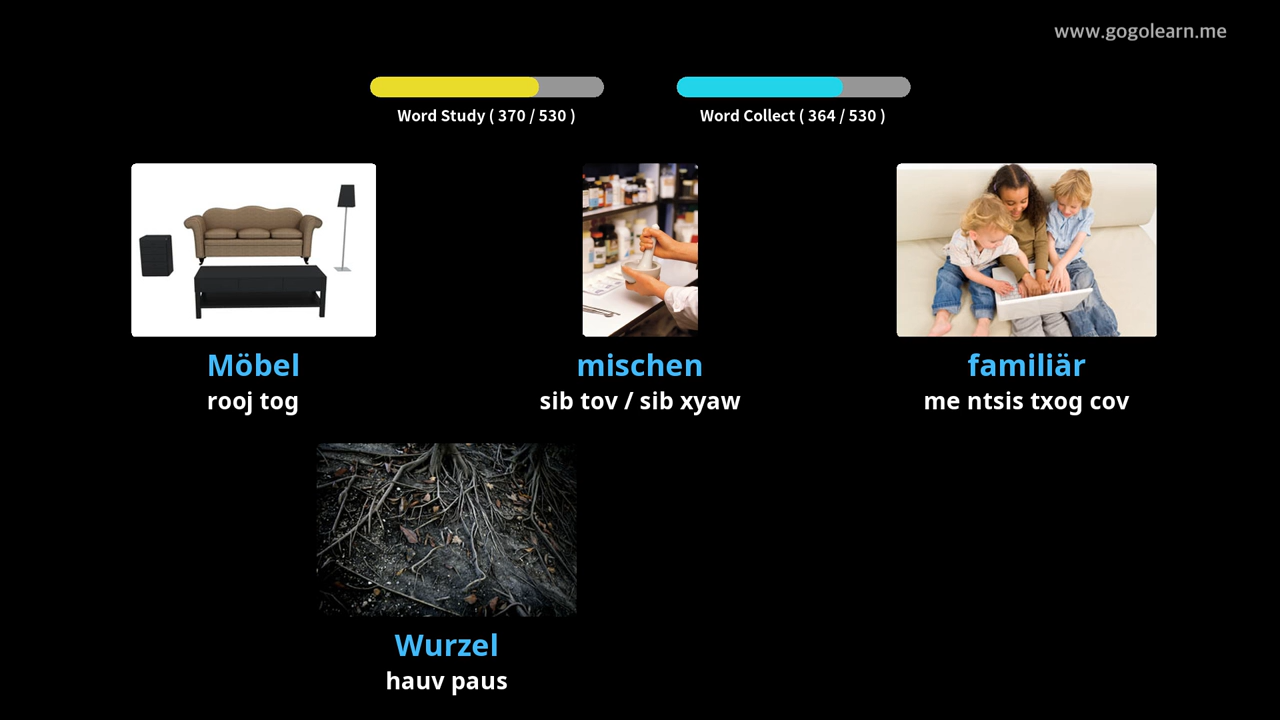 www.gogolearn.me
Word Study ( 370 / 530 )
Word Collect ( 364 / 530 )
Möbel
rooj tog
mischen
sib tov / sib xyaw
familiär
me ntsis txog cov
Wurzel
hauv paus